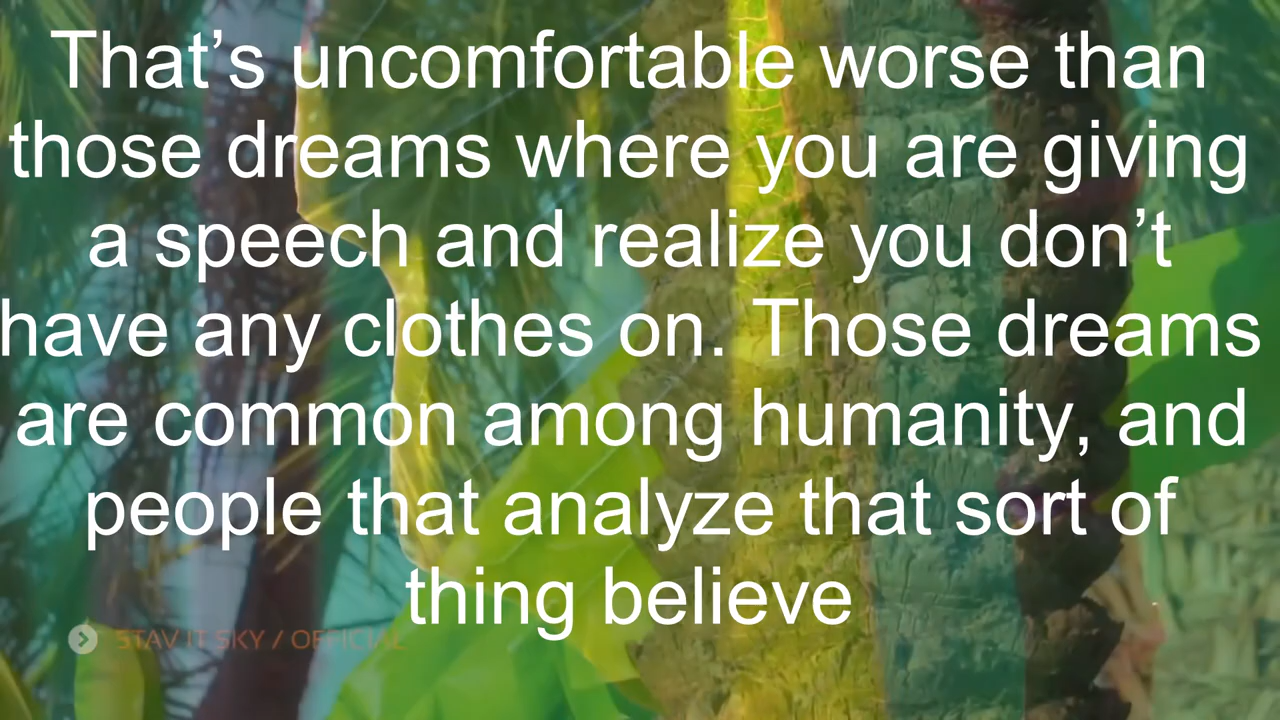 That’s uncomfortable worse than
those dreams where you are giving
a speech and realize you don’t
have any clothes on. Those dreams
are common among humanity, and
people that analyze that sort of
thing believe
STAV IT SKY / OFFICIAL